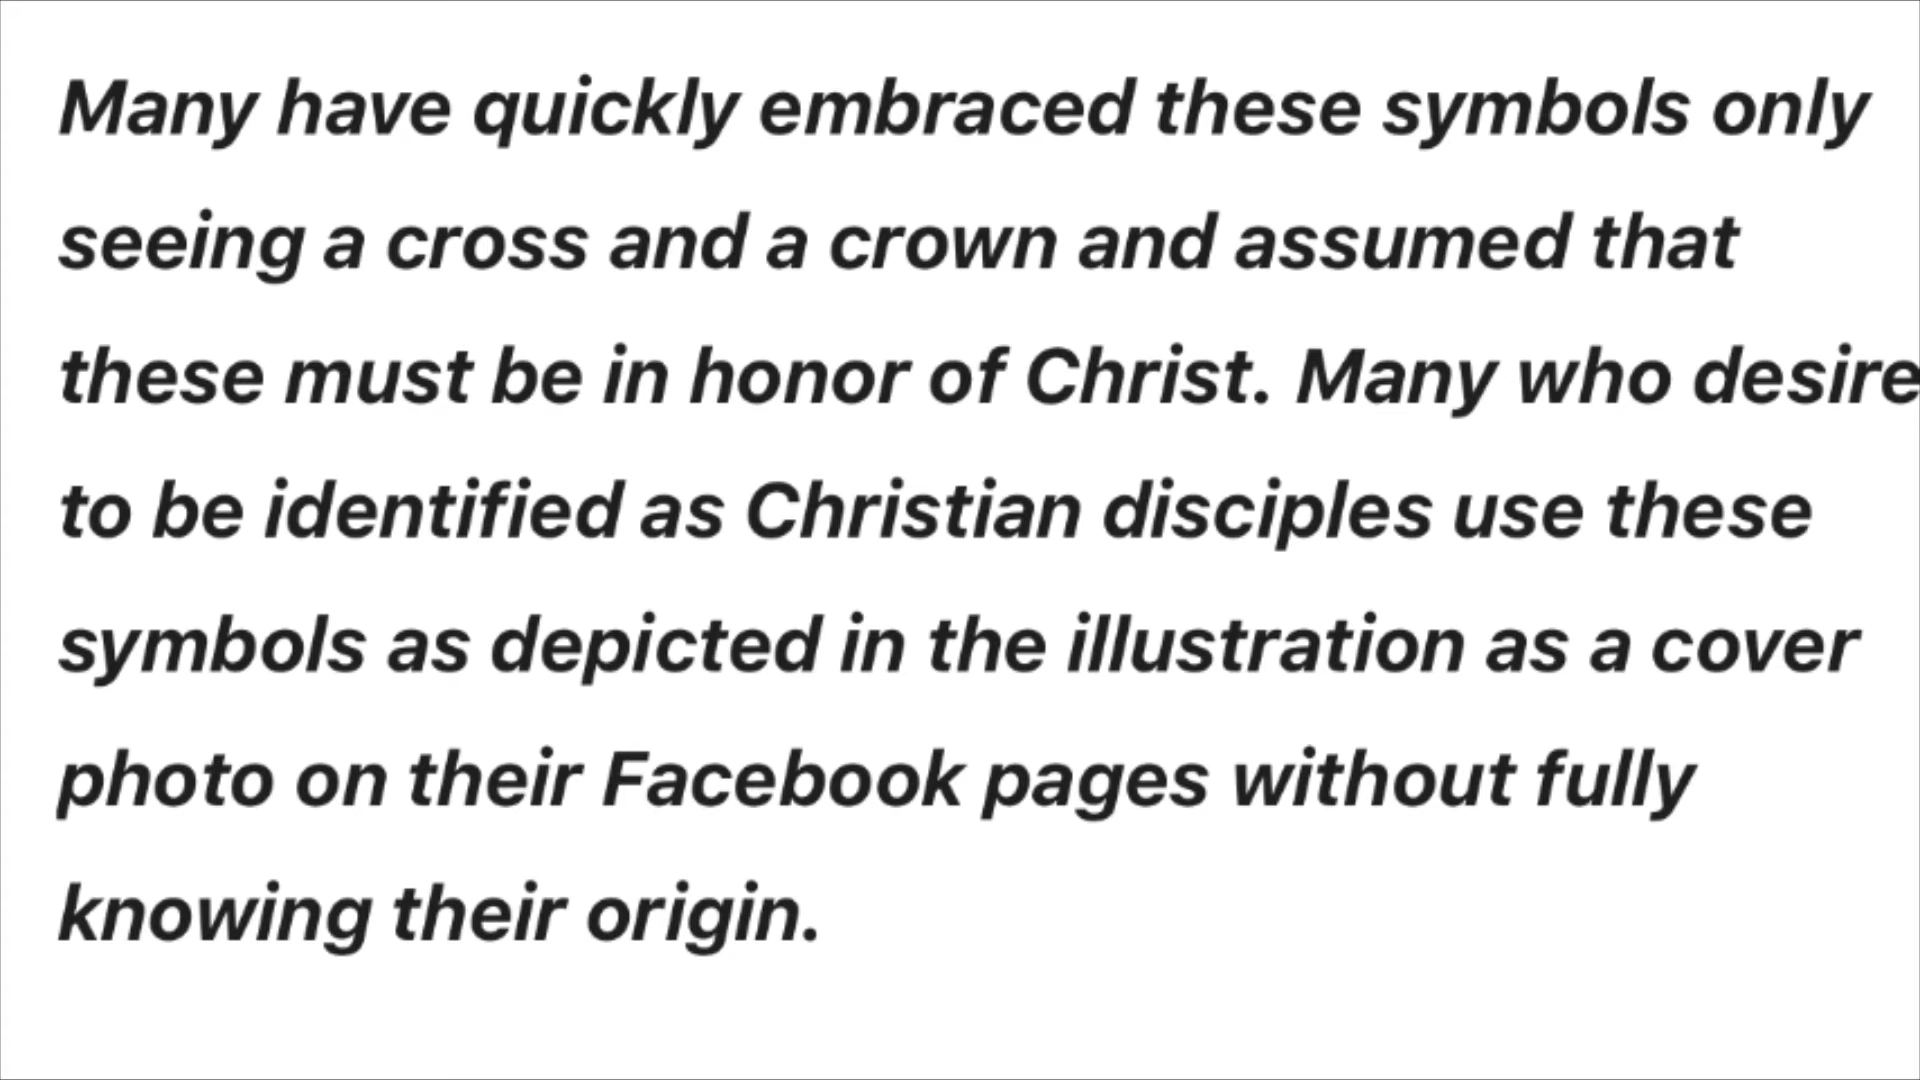 Many have quickly embraced these symbols only
seeing a cross and a crown and assumed that
these must be in honor of Christ. Many who desire
to be identified as Christian disciples use these
symbols as depicted in the illustration as a cover
photo on their Facebook pages without fully
knowing their origin.